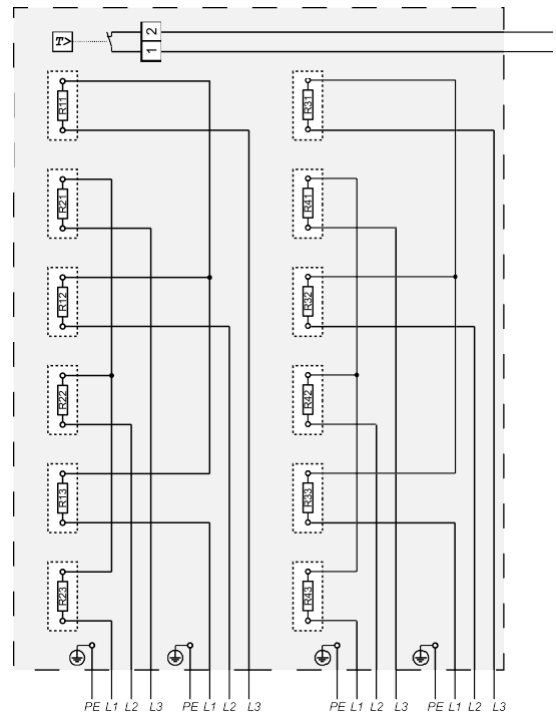 T>
2
1
R11
R31
R21
R41
R12
R32
R22
R42
R13
R33
R23
R43
PE L1 L2 L3 PE L1 L2 L3 PE L1 L2 L3 PE L1 L2 L3